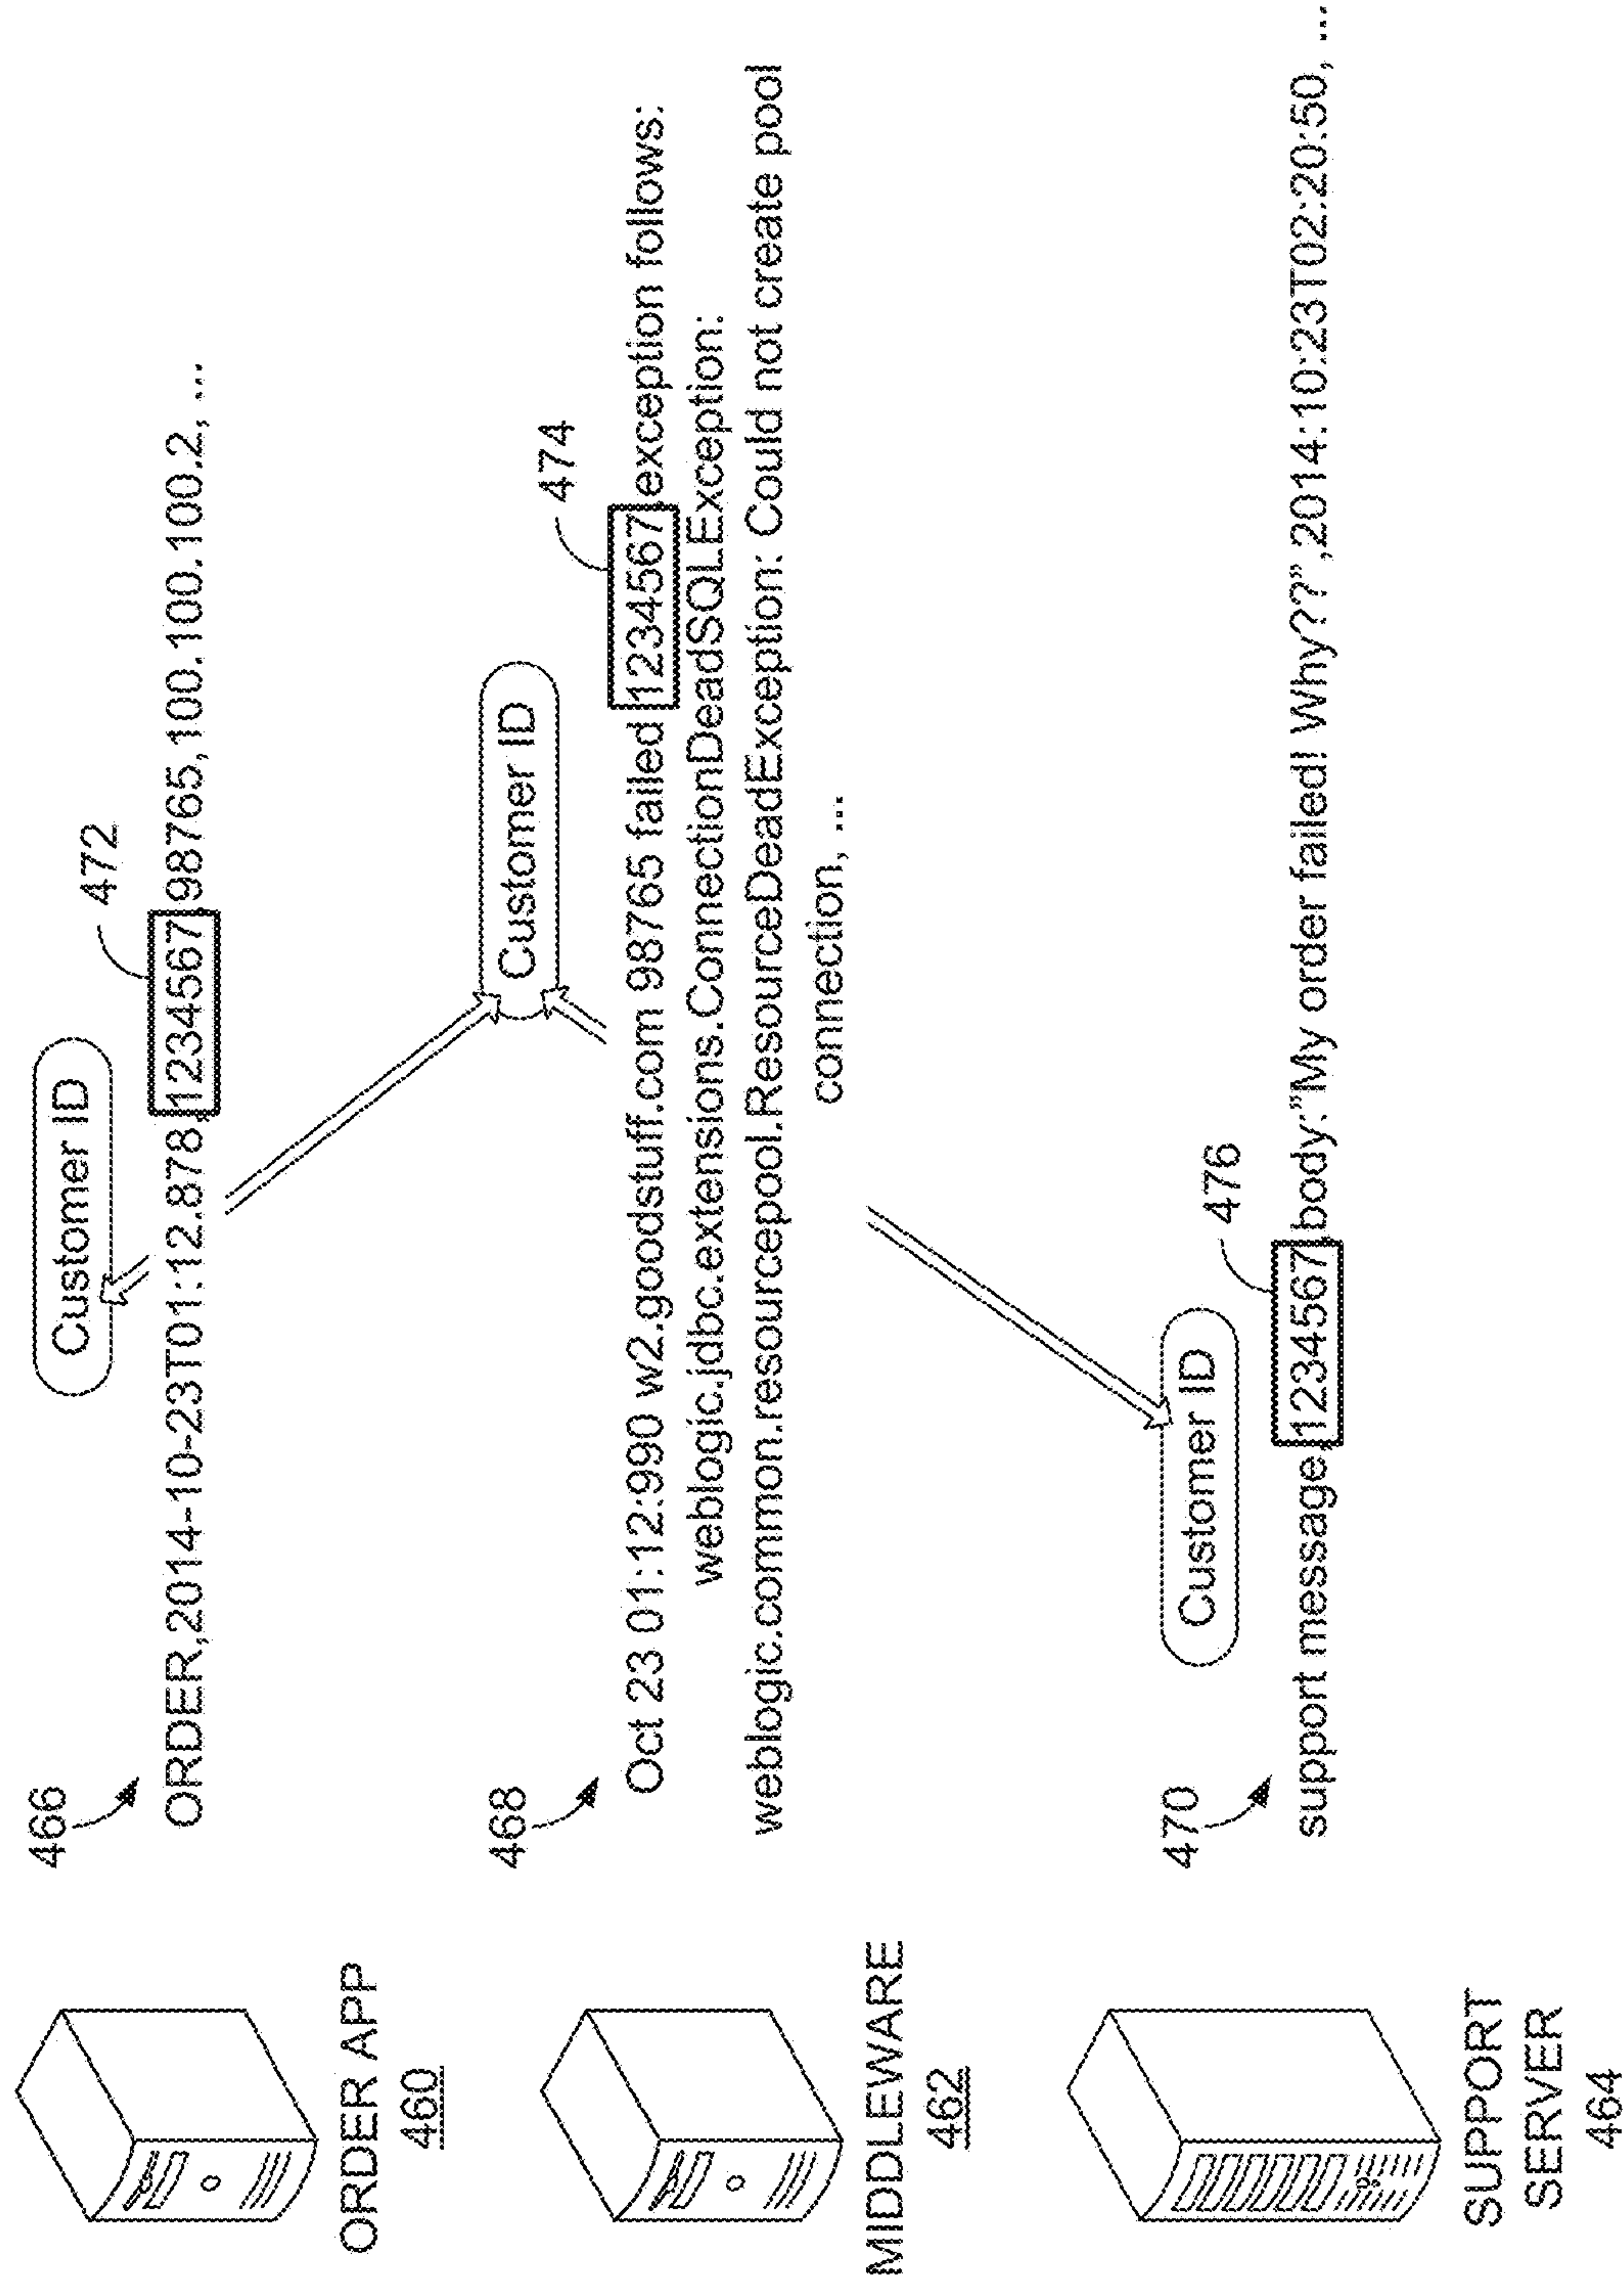 ORDER APP
460
466
Customer ID
472
ORDER,2014-10-23T01:12.878,1234567,98765,100.100.100.2, ...
MIDDLEWARE
462
468
Customer ID
474
Oct 23 01:12:990 w2.goodstuff.com 98765 failed 1234567,exception follows:
weblogic.jdbc.extensions.ConnectionDeadSQLException:
weblogic.common.resourcepool.ResourceDeadException: Could not create pool
connection, ...
SUPPORT
SERVER
464
470
Customer ID
476
support message,1234567,body:"My order failed! Why??",2014:10:23T02:20:50, ...